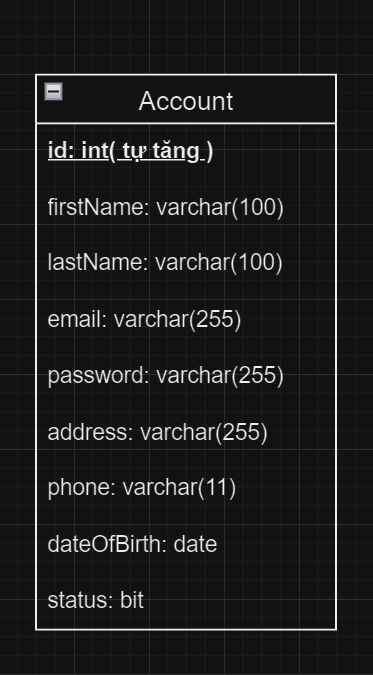 Account
id: int( tự tăng )
firstName: varchar(100)
lastName: varchar(100)
email: varchar(255)
password: varchar(255)
address: varchar(255)
phone: varchar(11)
dateOfBirth: date
status: bit